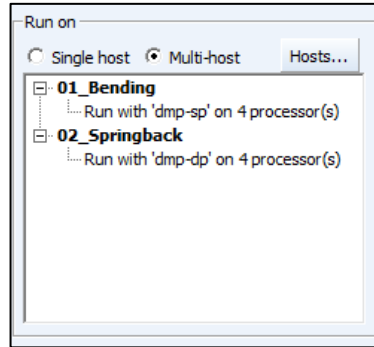 Run on
Single host Multi-host Hosts...
01_Bending
Run with 'dmp-sp' on 4 processor(s)
02_Springback
Run with 'dmp-dp' on 4 processor(s)